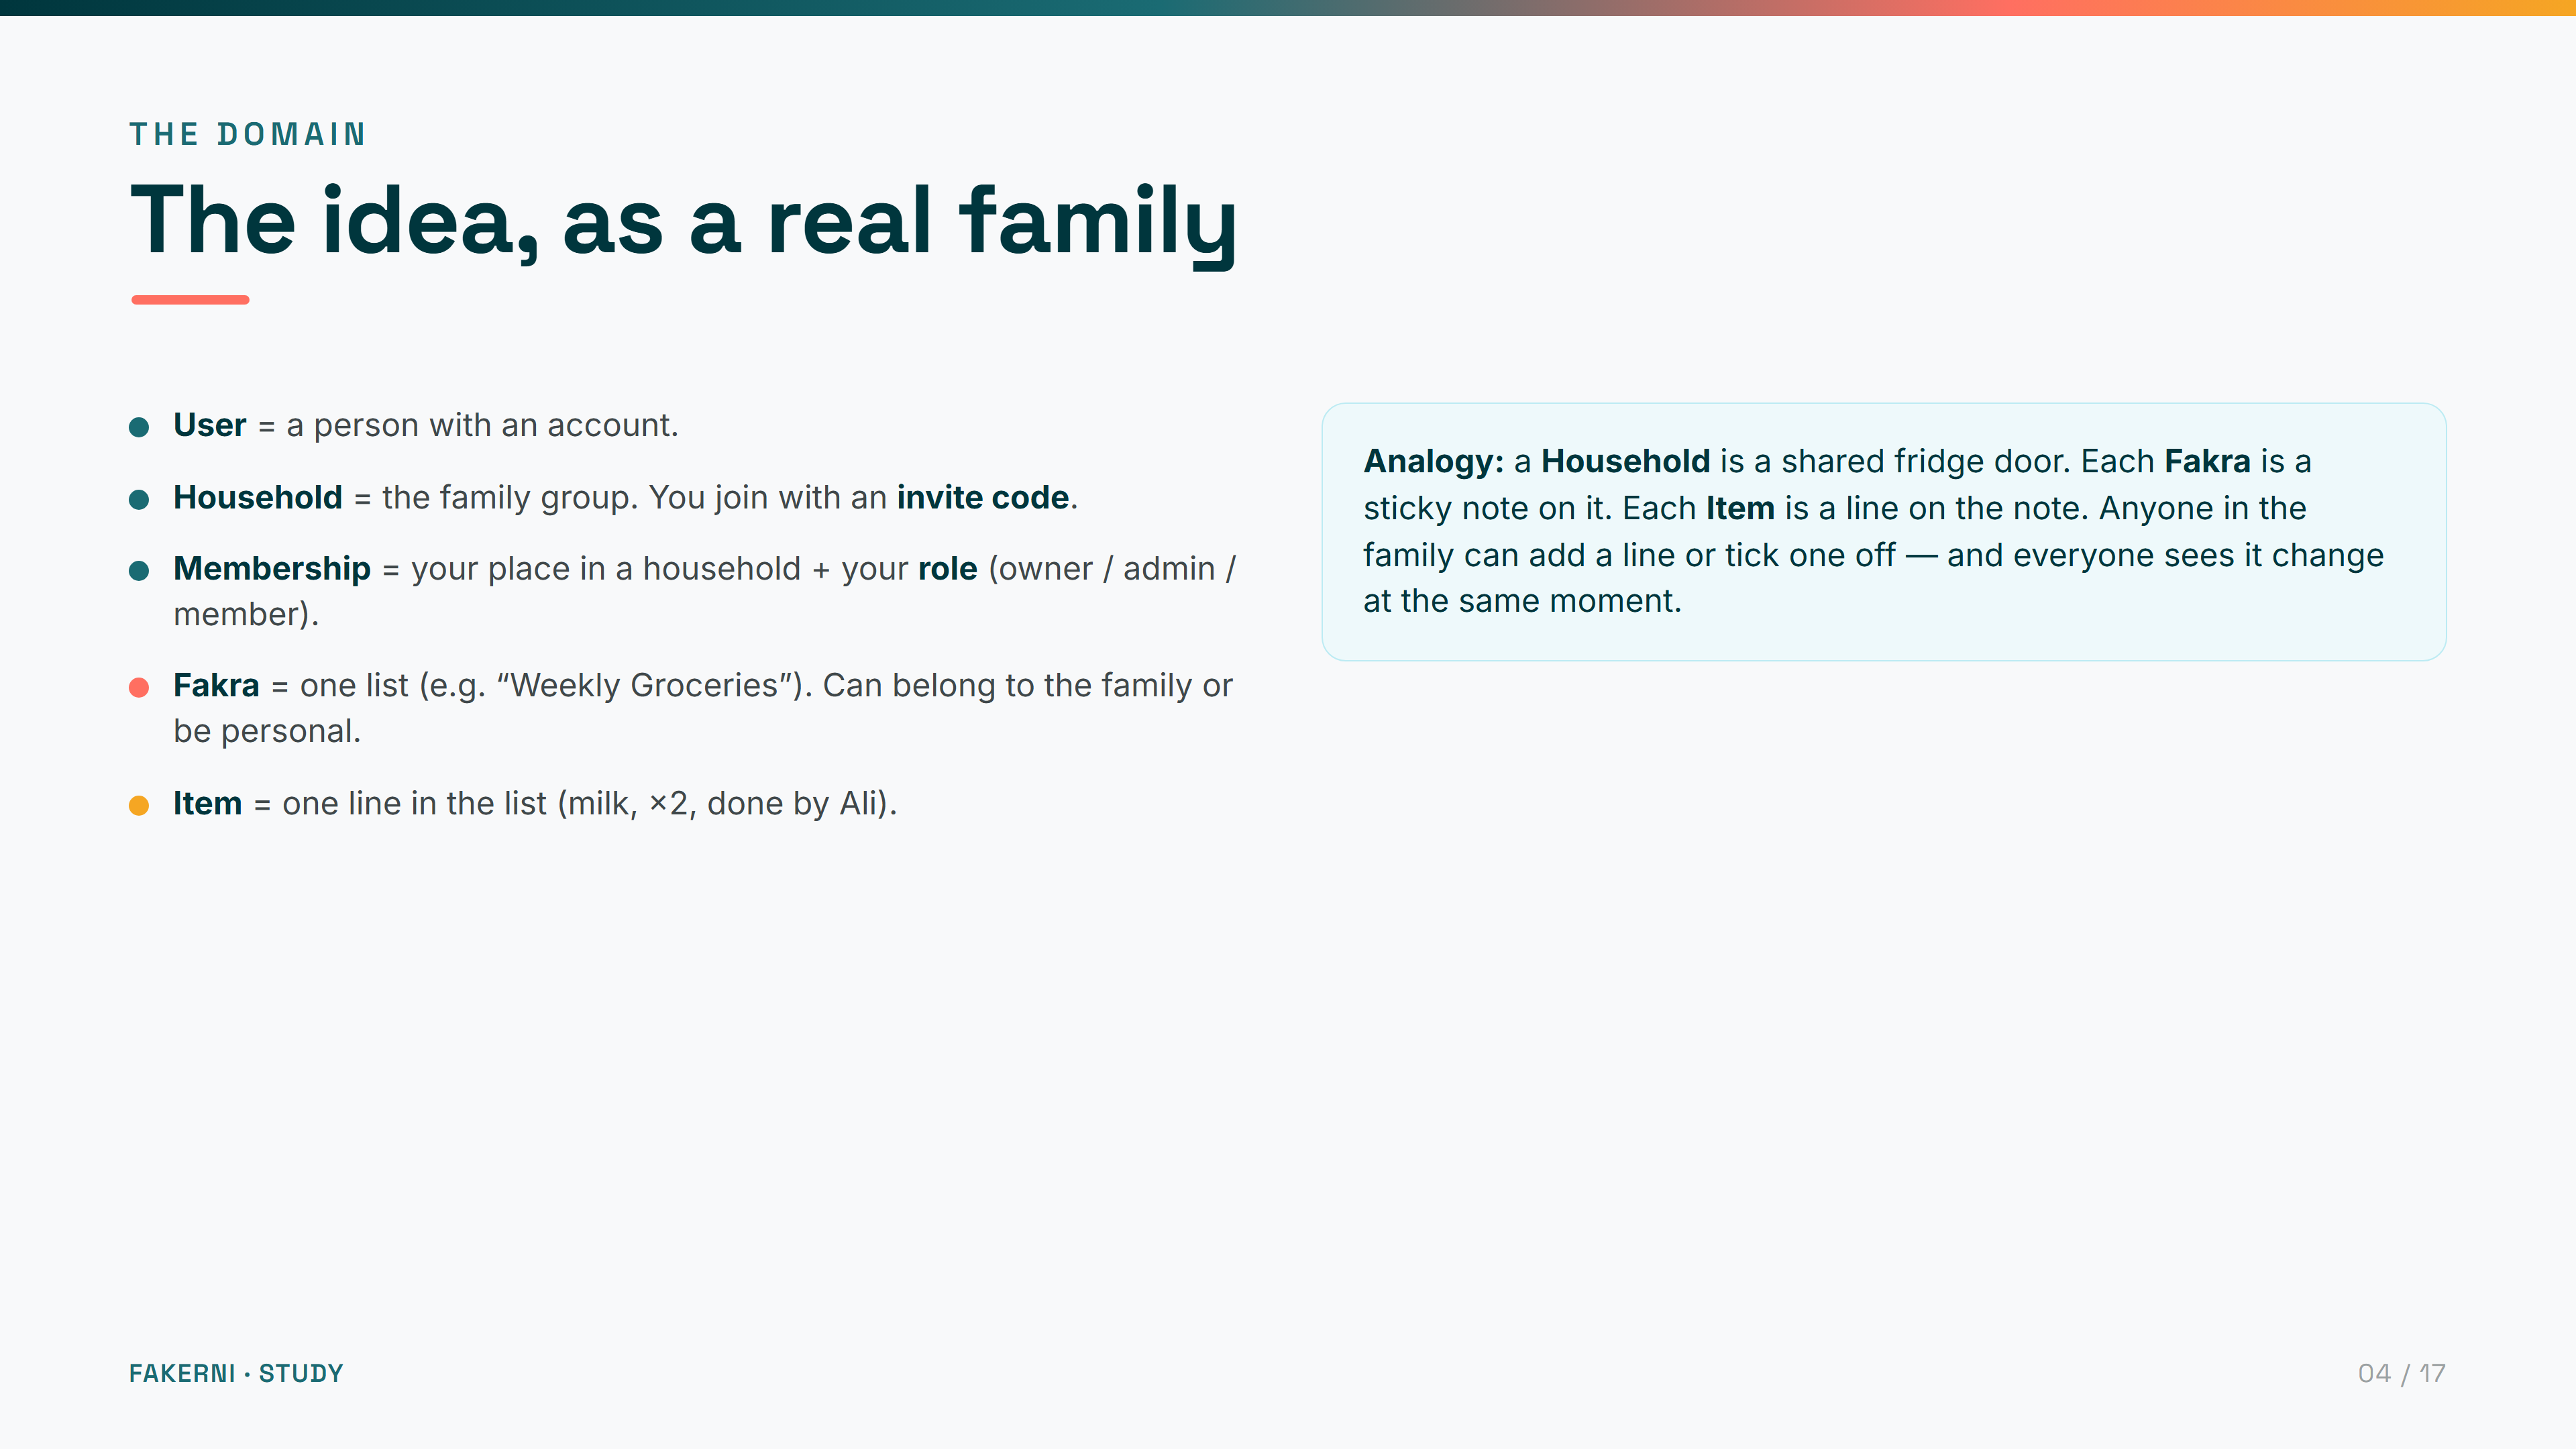 THE DOMAIN
The idea, as a real family
User = a person with an account.
Household = the family group. You join with an invite code.
Membership = your place in a household + your role (owner / admin /
member).
Fakra = one list (e.g. “Weekly Groceries”). Can belong to the family or
be personal.
Item = one line in the list (milk, ×2, done by Ali).
Analogy: a Household is a shared fridge door. Each Fakra is a
sticky note on it. Each Item is a line on the note. Anyone in the
family can add a line or tick one off — and everyone sees it change
at the same moment.
FAKERNI · STUDY
04 / 17